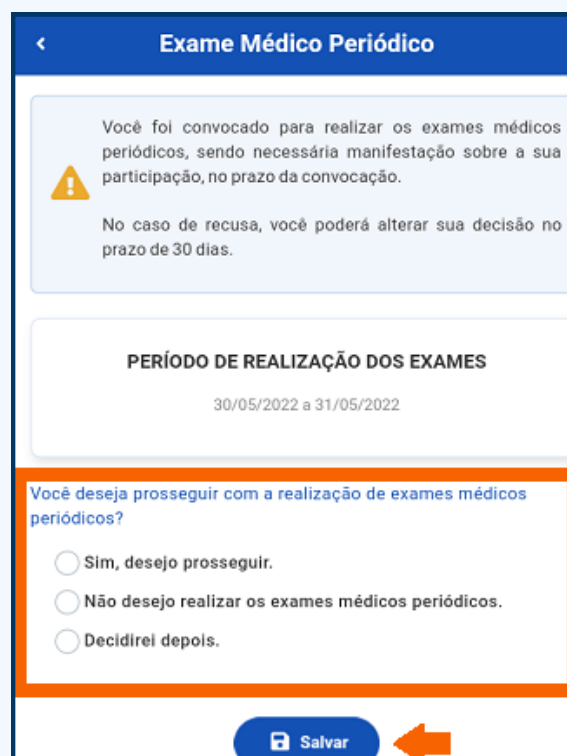 Exame Médico Periódico
Você foi convocado para realizar os exames médicos
periódicos, sendo necessária manifestação sobre a sua
participação, no prazo da convocação.
No caso de recusa, você poderá alterar sua decisão no
prazo de 30 dias.
PERÍODO DE REALIZAÇÃO DOS EXAMES
30/05/2022 a 31/05/2022
Você deseja prosseguir com a realização de exames médicos
periódicos?
Sim, desejo prosseguir.
Não desejo realizar os exames médicos periódicos.
Decidirei depois.
Salvar